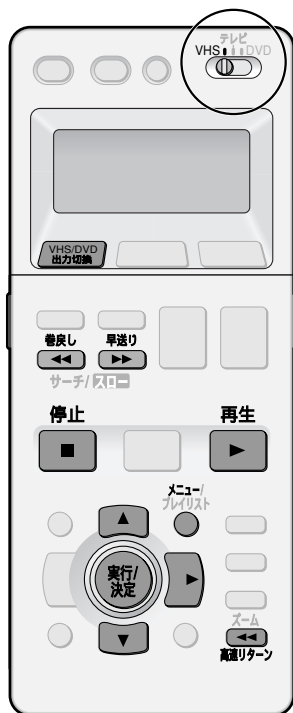 テレビ
VHS DVD
VHS/DVD
出力切換
巻戻し 早送り
サーチ/スロー
停止 再生
メニュー/
プレイリスト
実行/
決定
ズーム
高速リターン